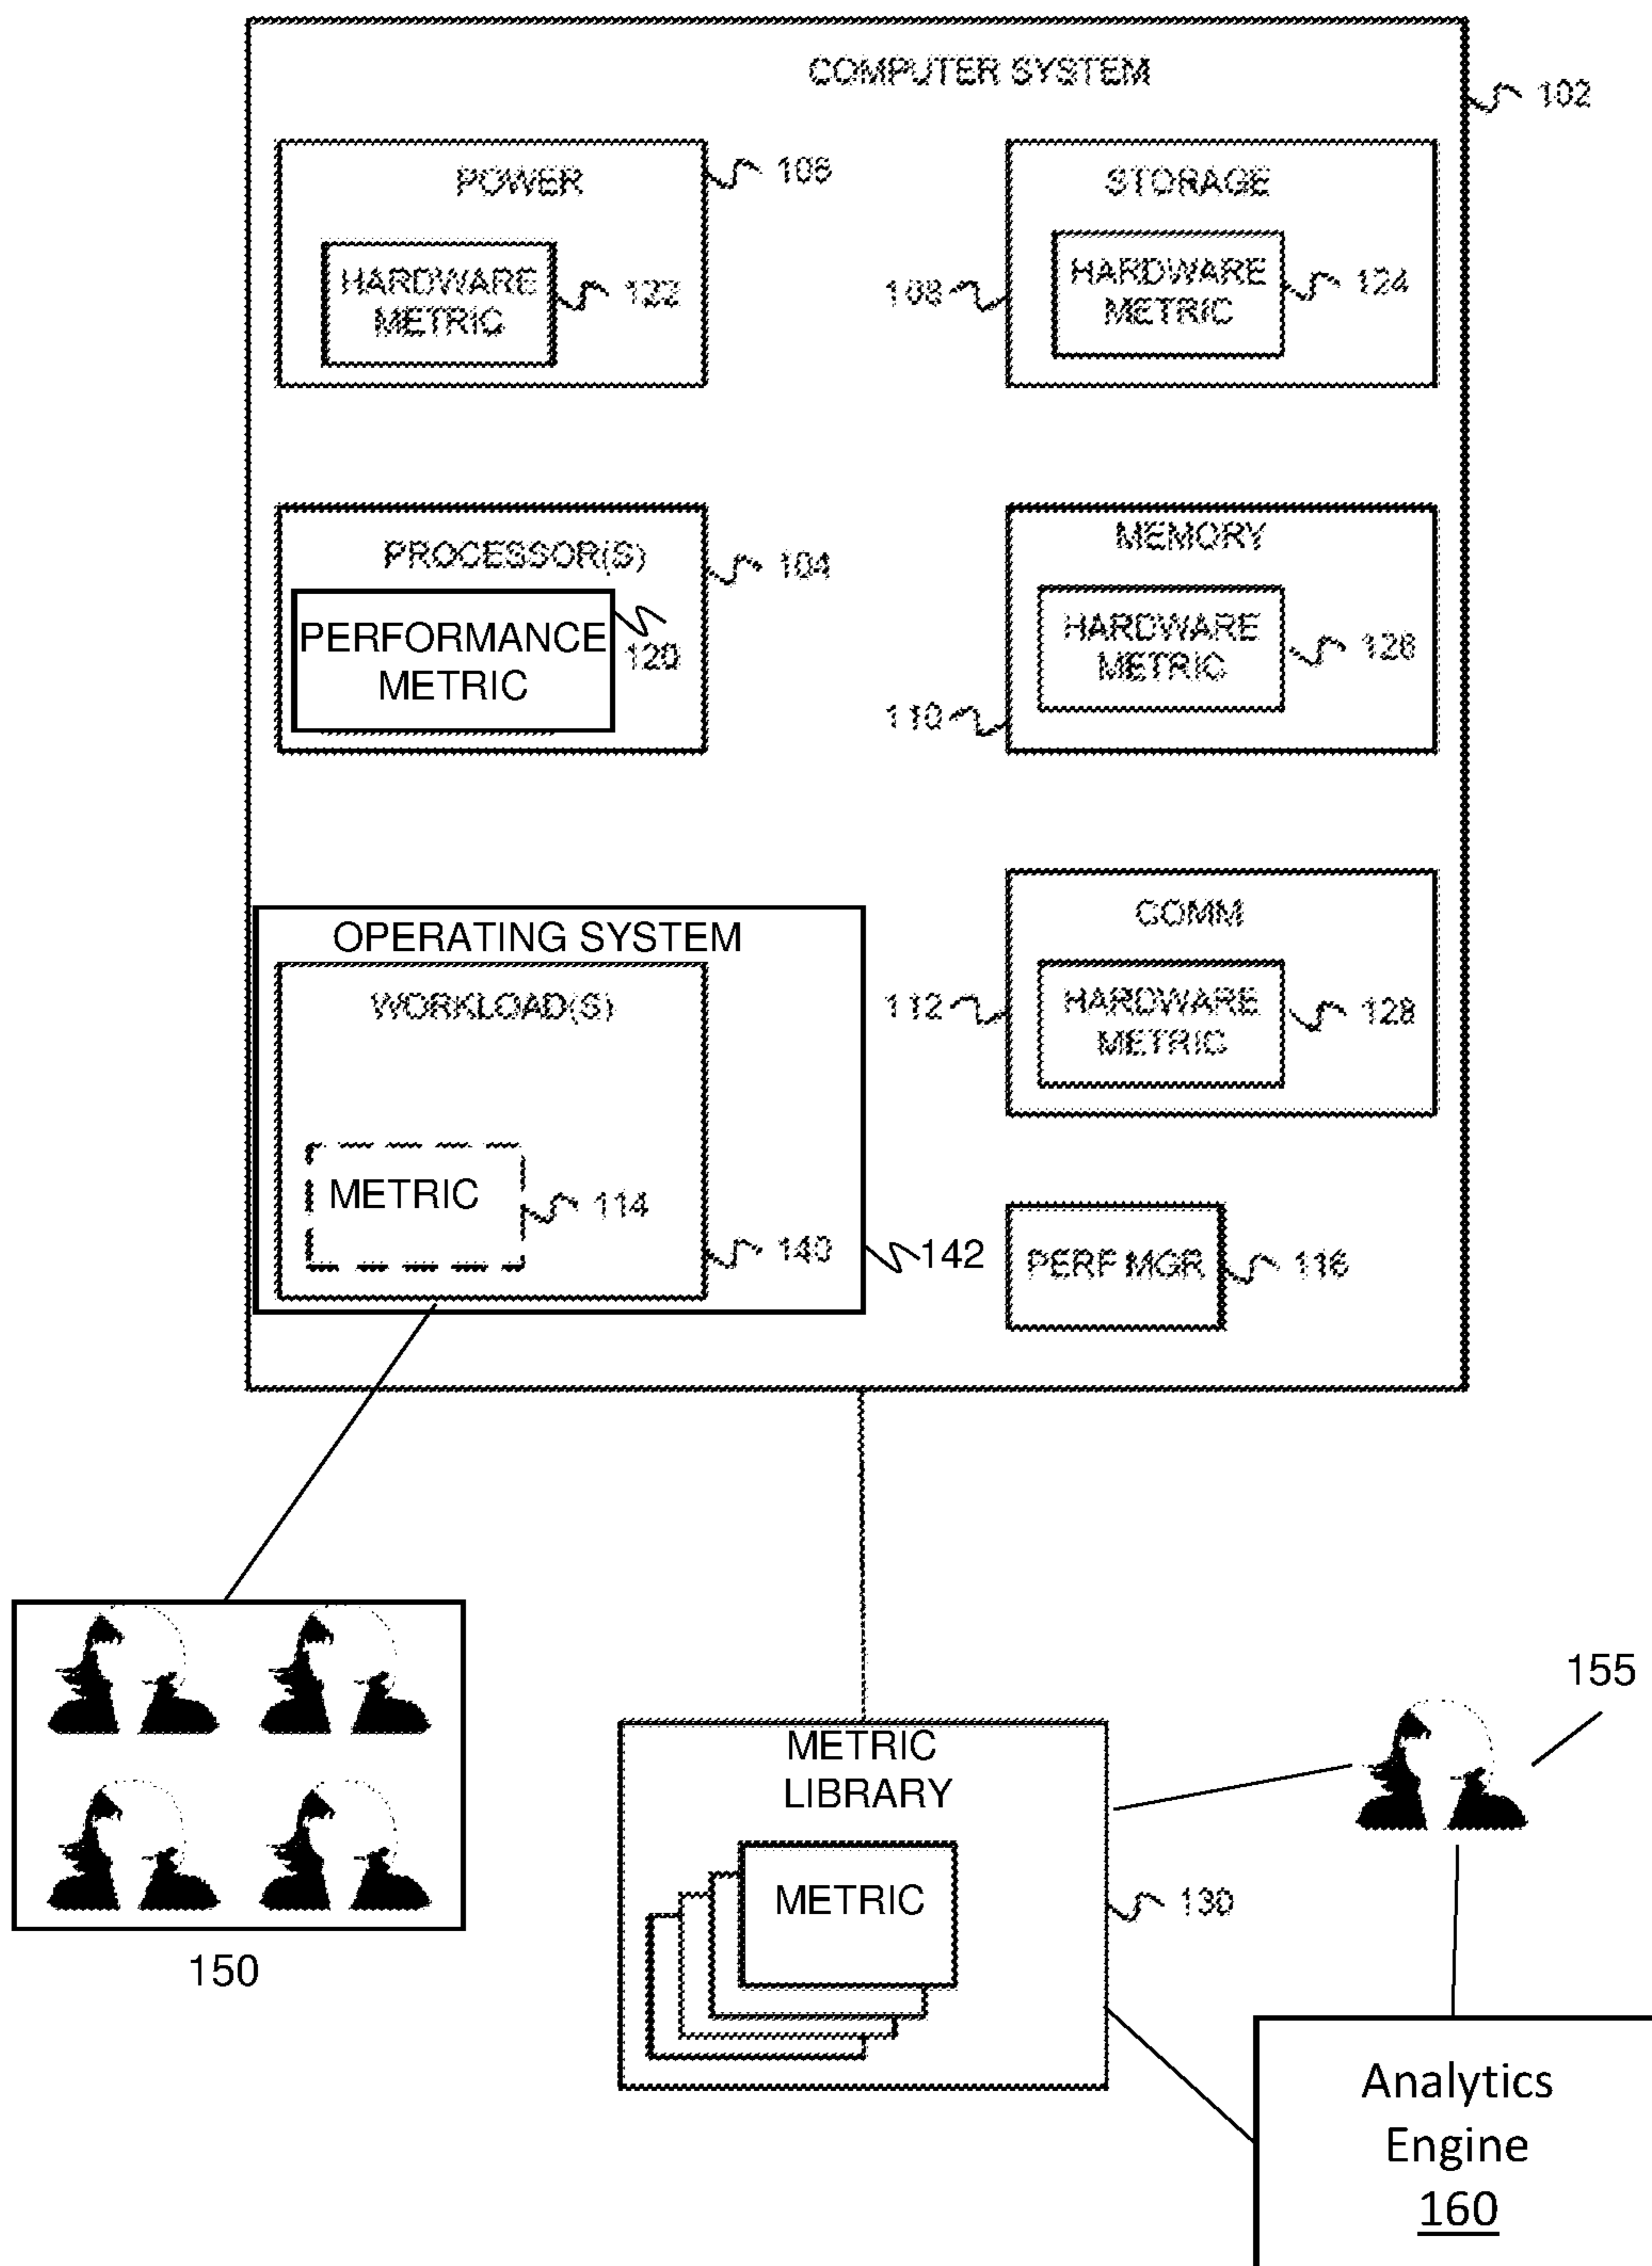 COMPUTER SYSTEM
102
POWER
106
HARDWARE
METRIC
122
STORAGE
108
HARDWARE
METRIC
124
PROCESSOR(S)
104
PERFORMANCE
METRIC
120
MEMORY
HARDWARE
METRIC
126
110
OPERATING SYSTEM
WORKLOAD(S)
METRIC
114
140
142
COMM
112
HARDWARE
METRIC
128
PERF MGR
116
150
METRIC
LIBRARY
METRIC
130
155
Analytics
Engine
160